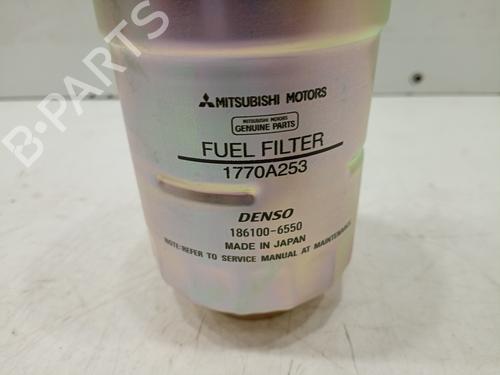 MITSUBISHI MOTORS
MITSUBISHI MOTORS
GENUINE PARTS
FUEL FILTER
1770A253
DENSO
186100-6550
MADE IN JAPAN
NOTE-REFER TO SERVICE MANUAL AT MAINTENANCE
B-PARTS